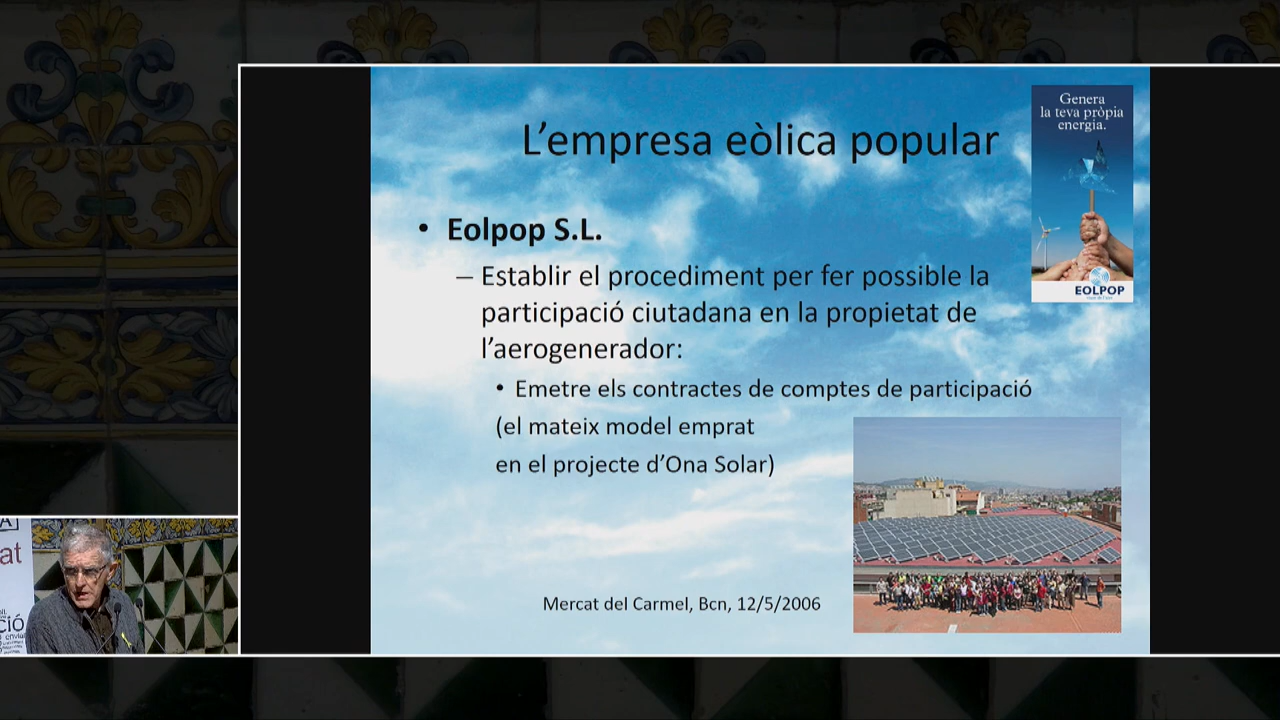 L'empresa eòlica popular
Genera
la teva pròpia
energia.
EOLPOP
• Eolpop S.L.
– Establir el procediment per fer possible la
participació ciutadana en la propietat de
l'aerogenerador:
• Emetre els contractes de comptes de participació
(el mateix model emprat
en el projecte d'Ona Solar)
Mercat del Carmel, Bcn, 12/5/2006
A
at
ció